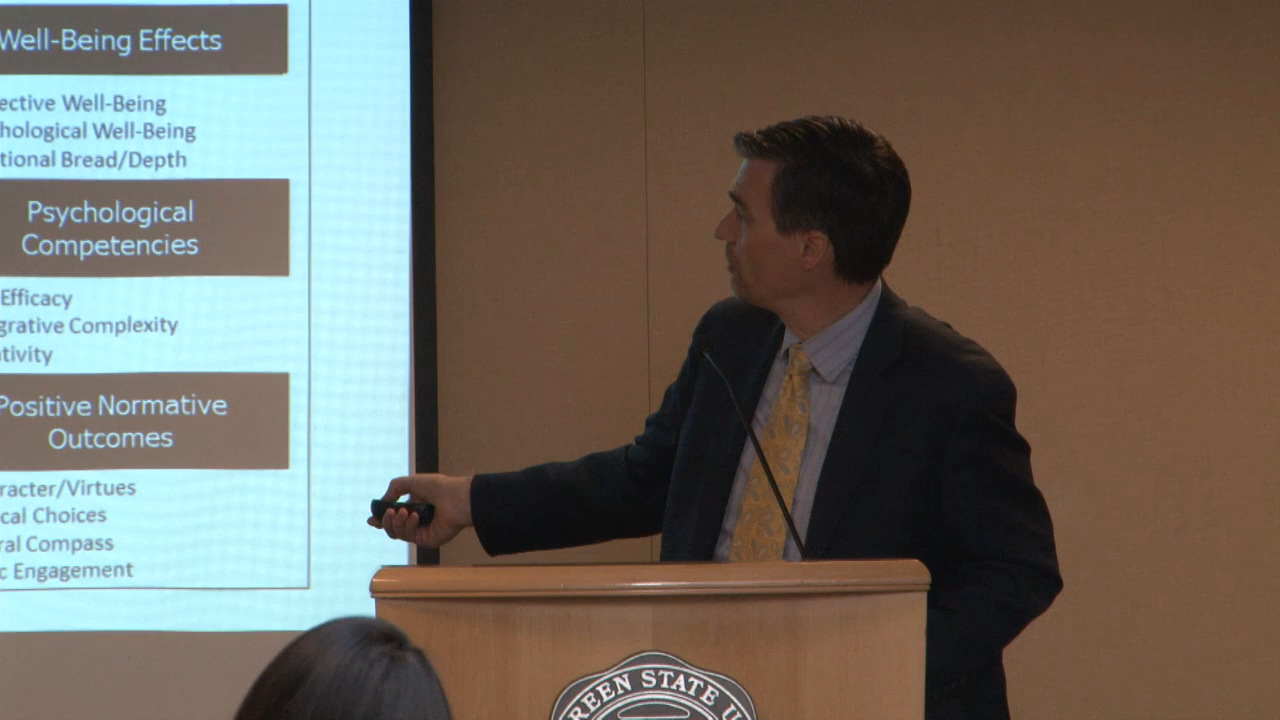 Well-Being Effects
ective Well-Being
hological Well-Being
tional Bread/Depth
Psychological
Competencies
Efficacy
grative Complexity
tivity
Positive Normative
Outcomes
racter/Virtues
cal Choices
ral Compass
c Engagement
REEN STATE U